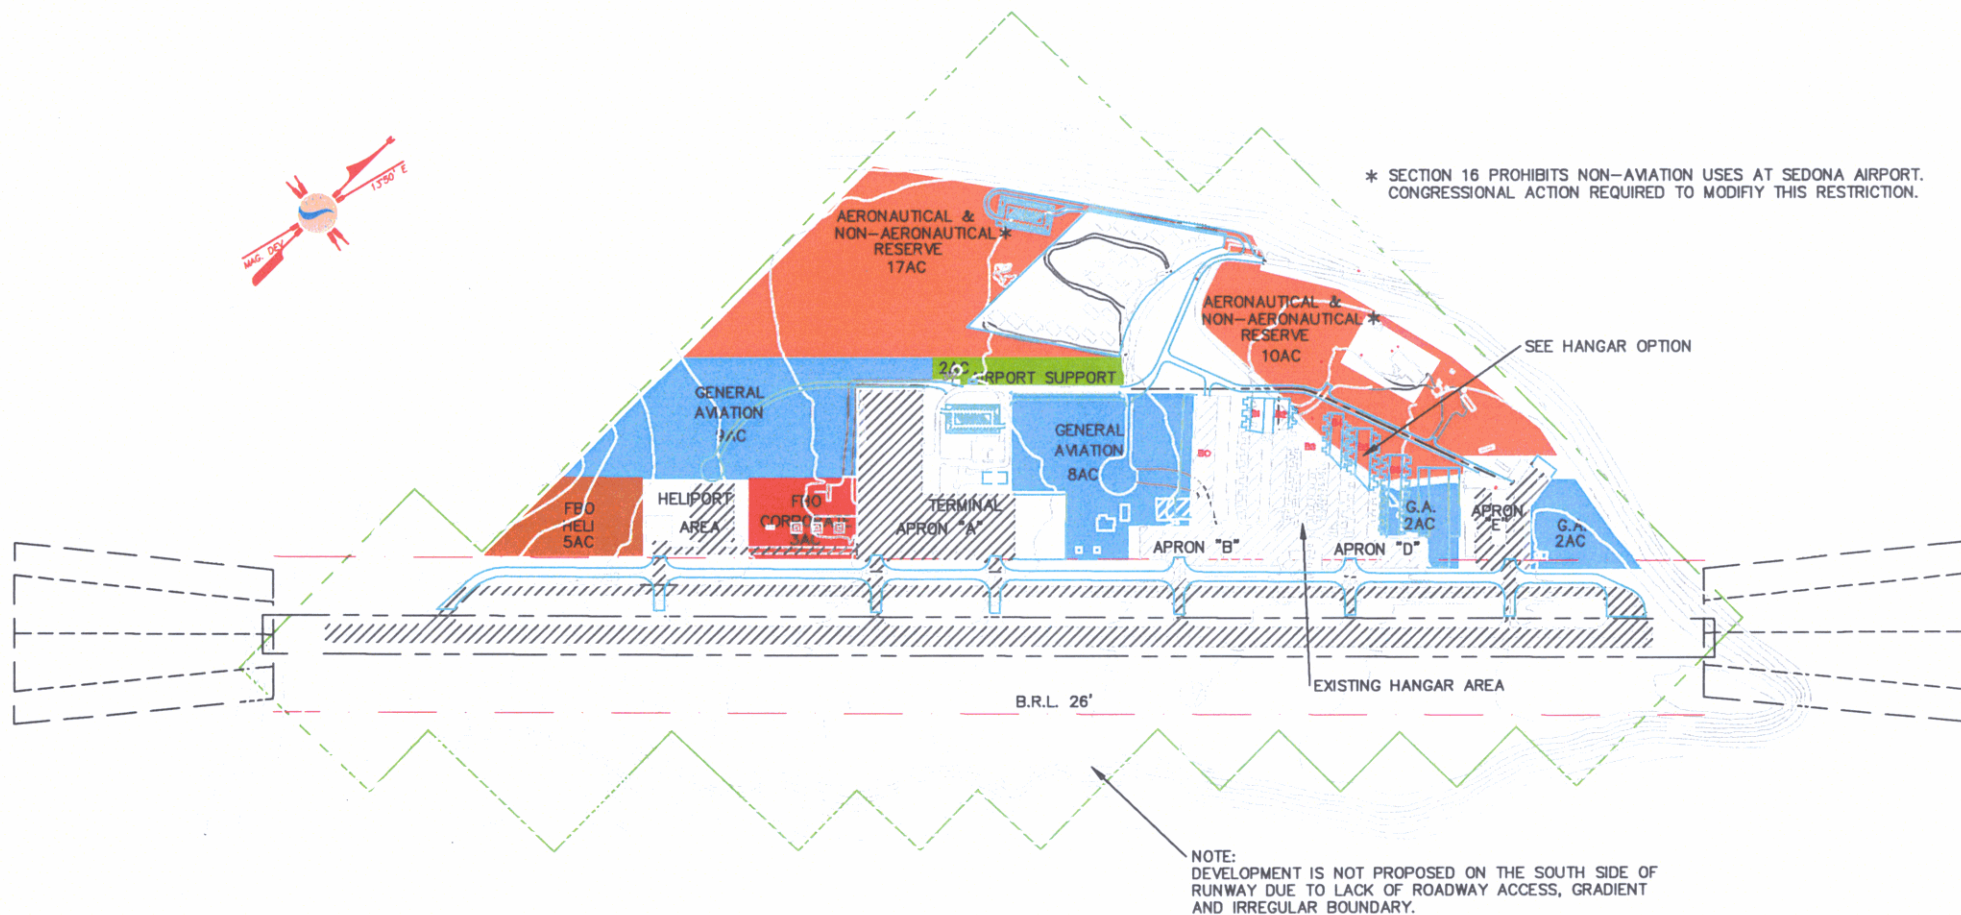 * SECTION 16 PROHIBITS NON-AVIATION USES AT SEDONA AIRPORT.
CONGRESSIONAL ACTION REQUIRED TO MODIFIY THIS RESTRICTION.
13°30' E
MAG. DEV.
AERONAUTICAL &
NON-AERONAUTICAL *
RESERVE
17AC
AERONAUTICAL &
NON-AERONAUTICAL *
RESERVE
10AC
SEE HANGAR OPTION
2AC
AIRPORT SUPPORT
GENERAL
AVIATION
9AC
GENERAL
AVIATION
8AC
FBO
HELI
5AC
HELIPORT
AREA
FBO
CORPORATE
3AC
TERMINAL
APRON "A"
APRON "B"
APRON "D"
G.A.
2AC
APRON
"E"
G.A.
2AC
EXISTING HANGAR AREA
B.R.L. 26'
NOTE:
DEVELOPMENT IS NOT PROPOSED ON THE SOUTH SIDE OF
RUNWAY DUE TO LACK OF ROADWAY ACCESS, GRADIENT
AND IRREGULAR BOUNDARY.